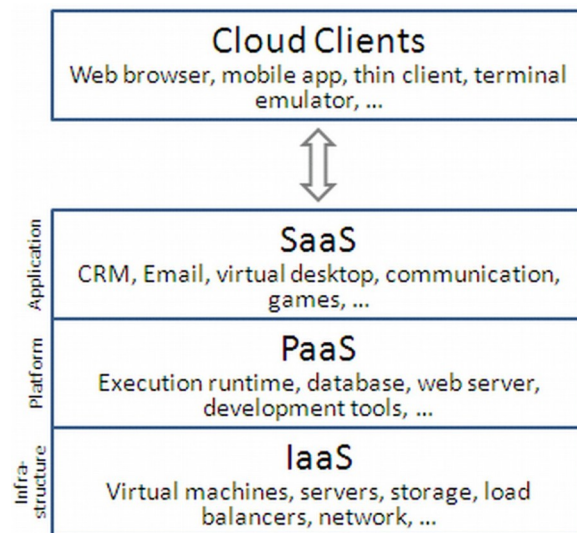 Cloud Clients
Web browser, mobile app, thin client, terminal
emulator, ...
Application
SaaS
CRM, Email, virtual desktop, communication,
games, ...
Platform
PaaS
Execution runtime, database, web server,
development tools, ...
Infra-
structure
IaaS
Virtual machines, servers, storage, load
balancers, network, ...